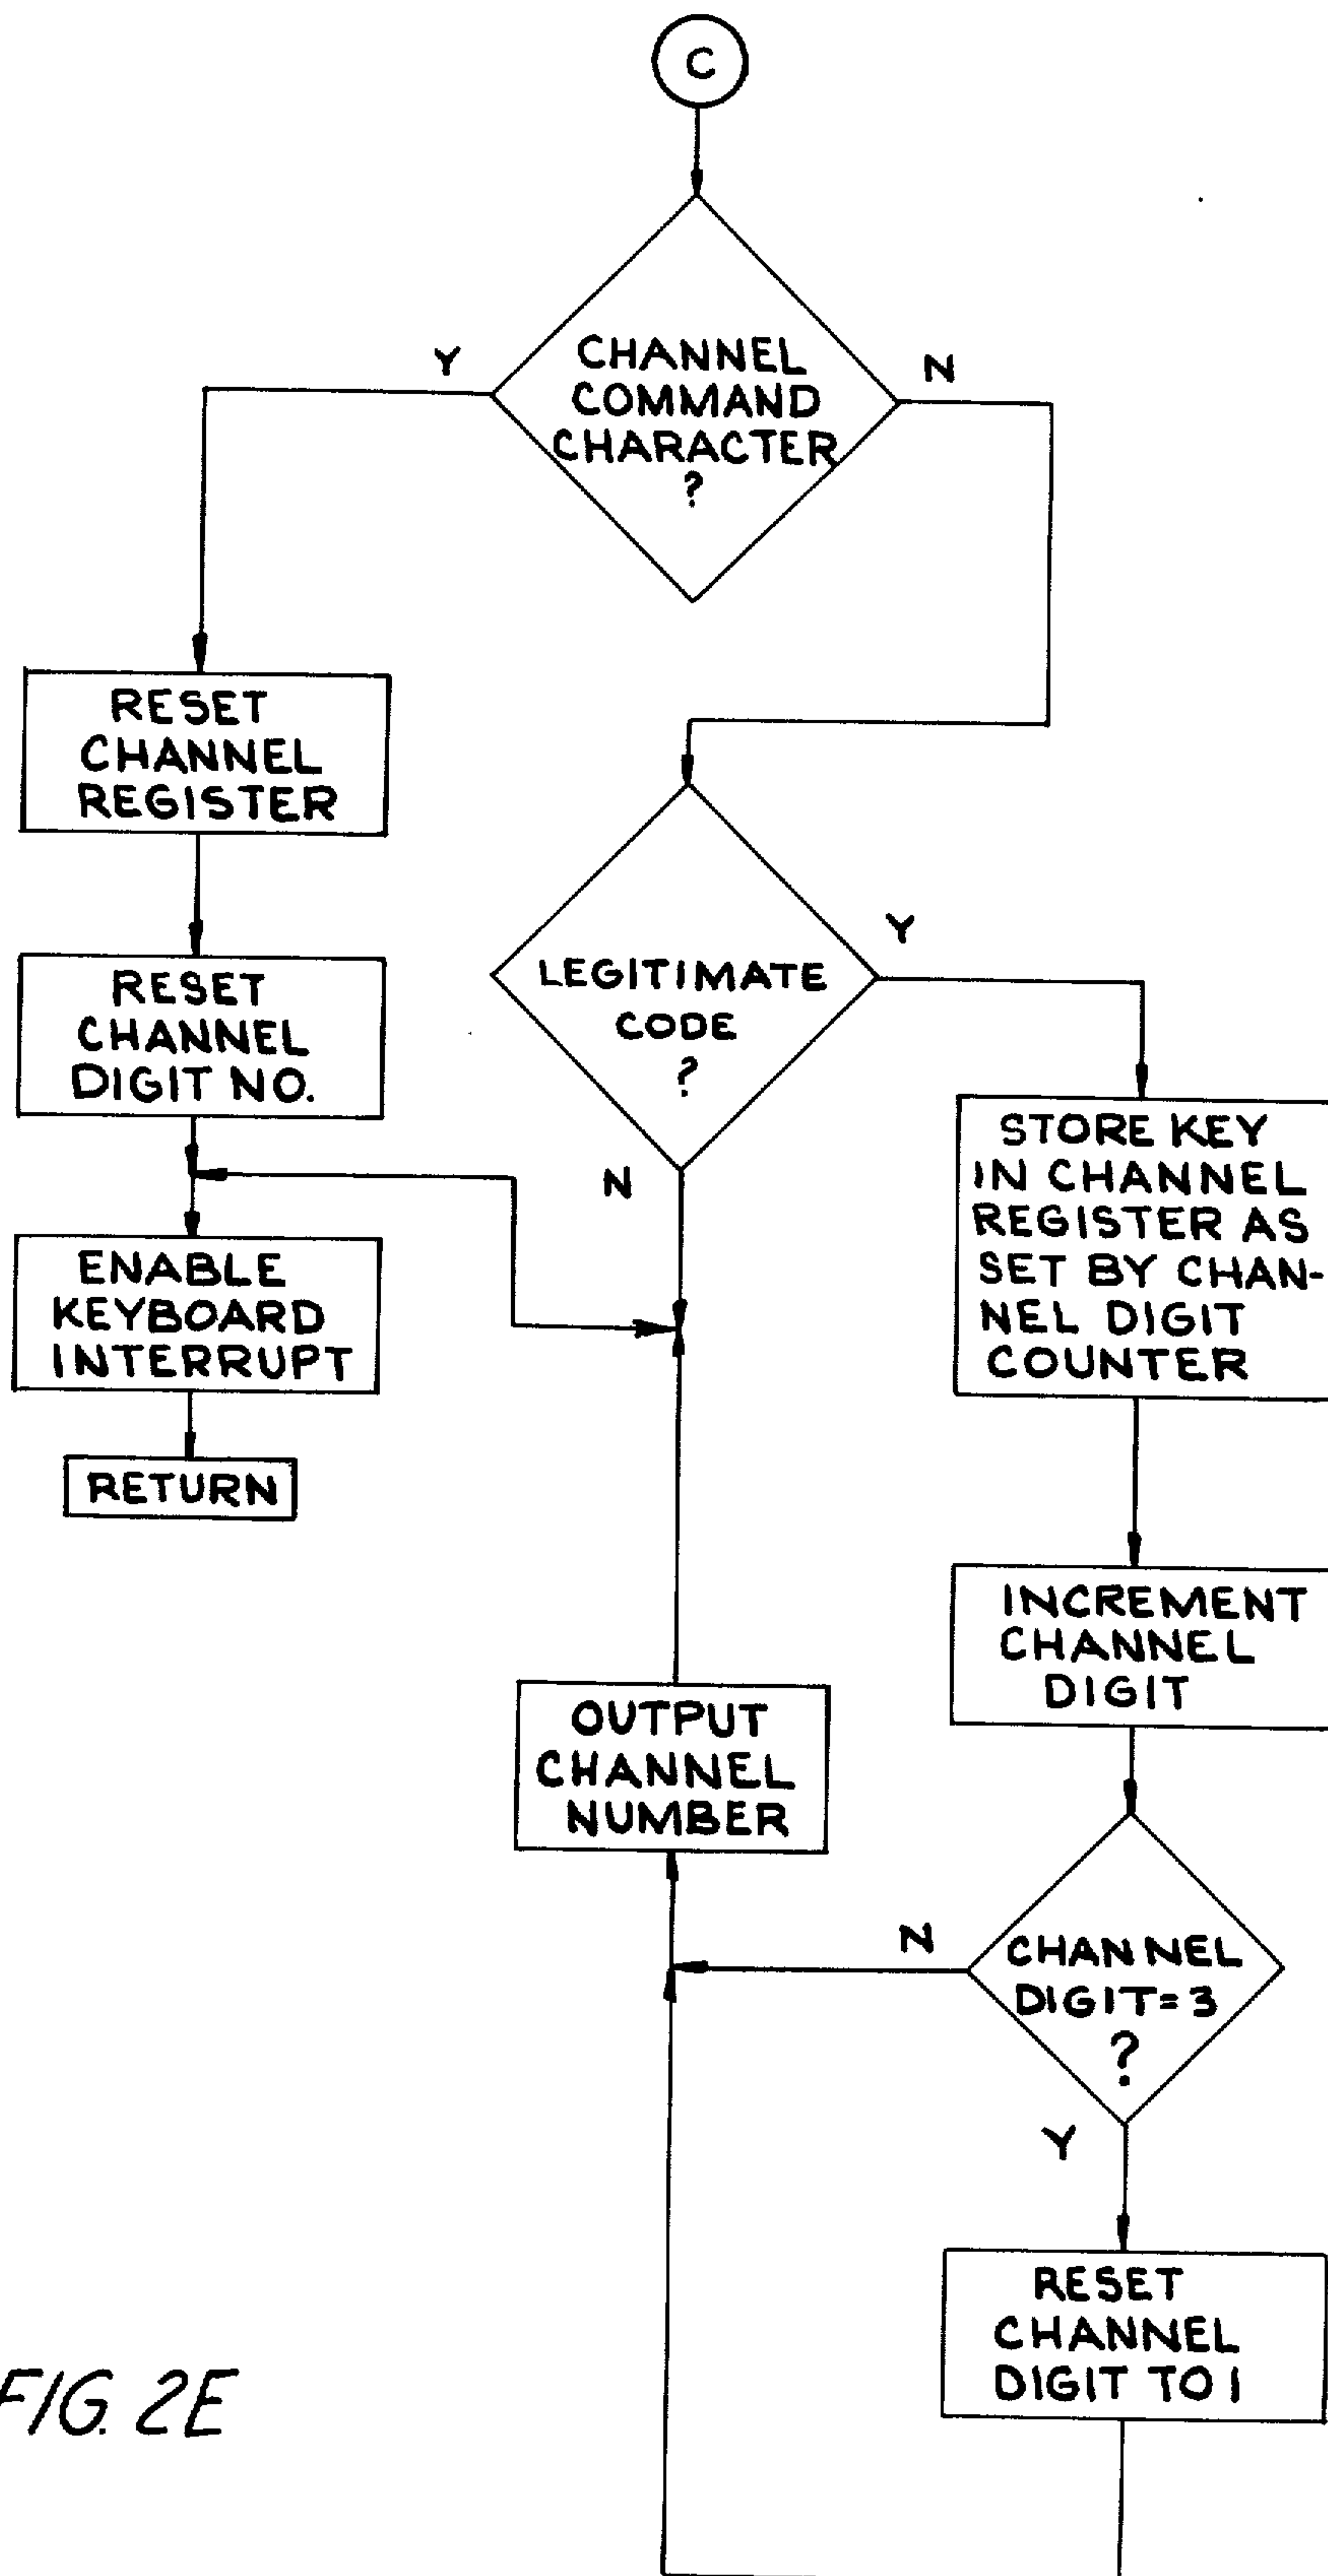 C
CHANNEL
COMMAND
CHARACTER
?
Y
N
RESET
CHANNEL
REGISTER
RESET
CHANNEL
DIGIT NO.
ENABLE
KEYBOARD
INTERRUPT
RETURN
LEGITIMATE
CODE
?
Y
N
STORE KEY
IN CHANNEL
REGISTER AS
SET BY CHAN-
NEL DIGIT
COUNTER
INCREMENT
CHANNEL
DIGIT
OUTPUT
CHANNEL
NUMBER
CHANNEL
DIGIT=3
?
N
Y
RESET
CHANNEL
DIGIT TO 1
FIG. 2E